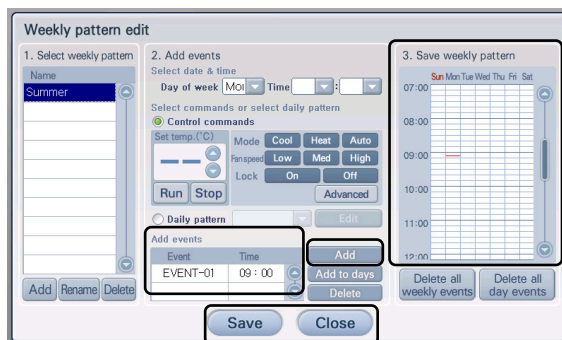 Weekly pattern edit
1. Select weekly pattern
Name
Summer
Add Rename Delete
2. Add events
Select date & time
Day of week Mo Time :
Select commands or select daily pattern
Control commands
Set temp.(°C)
Mode Cool Heat Auto
Fan speed Low Med High
Lock On Off
Run Stop Advanced
Daily pattern Edit
Add events
Event Time
EVENT-01 09 : 00
Add
Add to days
Delete
3. Save weekly pattern
Sun Mon Tue Wed Thu Fri Sat
07:00
08:00
09:00
10:00
11:00
12:00
Delete all weekly events
Delete all day events
Save Close